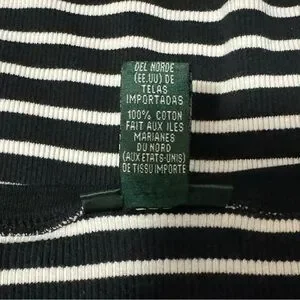 DEL NORDE
(EE.UU) DE
TELAS
IMPORTADAS
100% COTON
FAIT AUX ILES
MARIANES
DU NORD
(AUX ETATS-UNIS)
DE TISSU IMPORTE